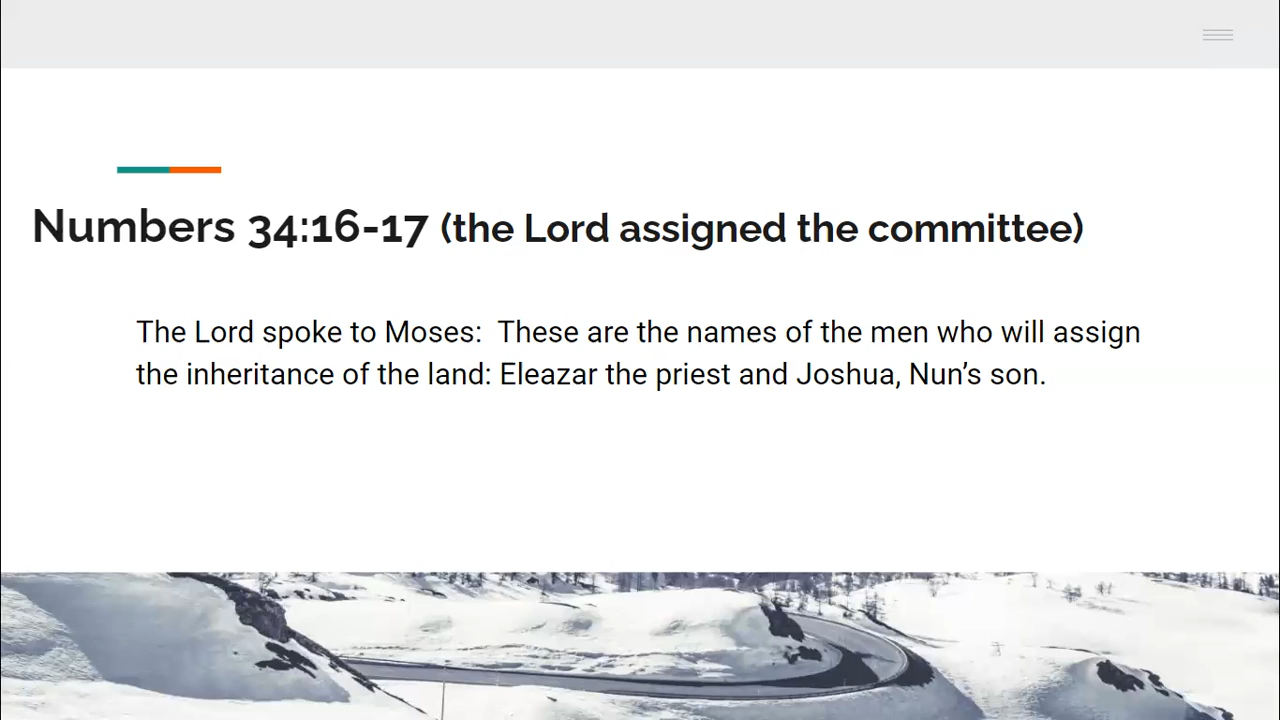 Numbers 34:16-17 (the Lord assigned the committee)
The Lord spoke to Moses:  These are the names of the men who will assign
the inheritance of the land: Eleazar the priest and Joshua, Nun’s son.